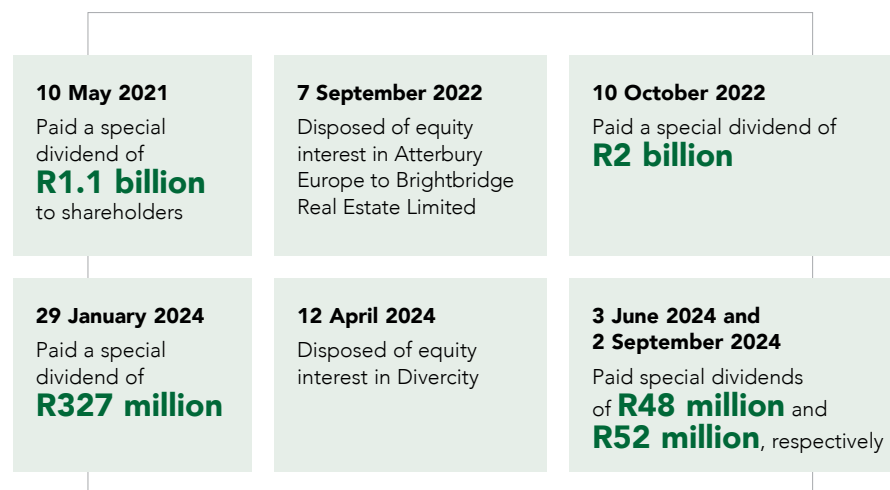 10 May 2021
Paid a special
dividend of
R1.1 billion
to shareholders
7 September 2022
Disposed of equity
interest in Atterbury
Europe to Brightbridge
Real Estate Limited
10 October 2022
Paid a special dividend of
R2 billion
29 January 2024
Paid a special
dividend of
R327 million
12 April 2024
Disposed of equity
interest in Divercity
3 June 2024 and
2 September 2024
Paid special dividends
of R48 million and
R52 million, respectively